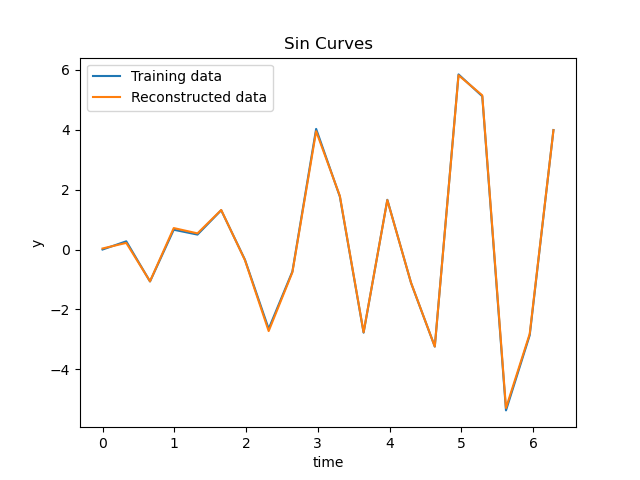 Sin Curves
Training data
Reconstructed data
6
4
2
0
−2
−4
y
0 1 2 3 4 5 6
time